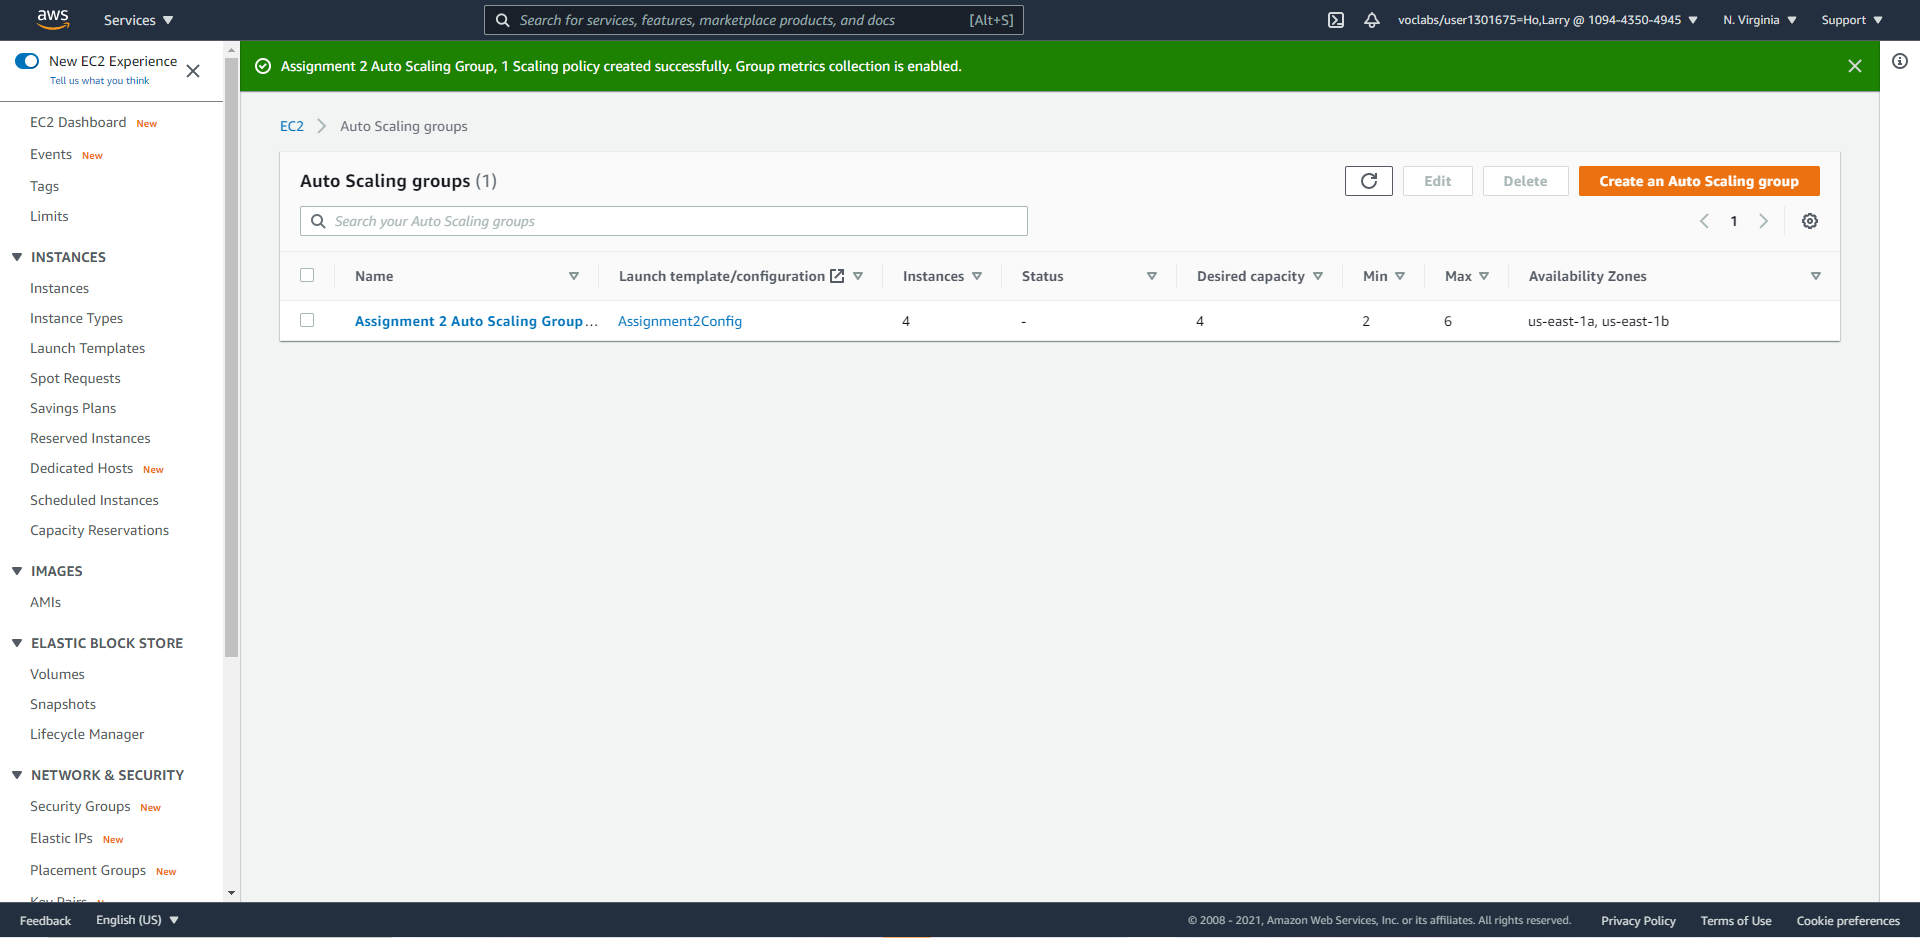 aws Services Search for services, features, marketplace products, and docs [Alt+S] voclabs/user1301675=Ho,Larry @ 1094-4350-4945 N. Virginia Support
New EC2 Experience
Tell us what you think
EC2 Dashboard New
Events New
Tags
Limits
INSTANCES
Instances
Instance Types
Launch Templates
Spot Requests
Savings Plans
Reserved Instances
Dedicated Hosts New
Scheduled Instances
Capacity Reservations
IMAGES
AMIs
ELASTIC BLOCK STORE
Volumes
Snapshots
Lifecycle Manager
NETWORK & SECURITY
Security Groups New
Elastic IPs New
Placement Groups New
Key Pairs
Assignment 2 Auto Scaling Group, 1 Scaling policy created successfully. Group metrics collection is enabled.
EC2 Auto Scaling groups
Auto Scaling groups (1) Edit Delete Create an Auto Scaling group
Search your Auto Scaling groups 1
Name Launch template/configuration Instances Status Desired capacity Min Max Availability Zones
Assignment 2 Auto Scaling Group... Assignment2Config 4 - 4 2 6 us-east-1a, us-east-1b
Feedback English (US) © 2008 - 2021, Amazon Web Services, Inc. or its affiliates. All rights reserved. Privacy Policy Terms of Use Cookie preferences